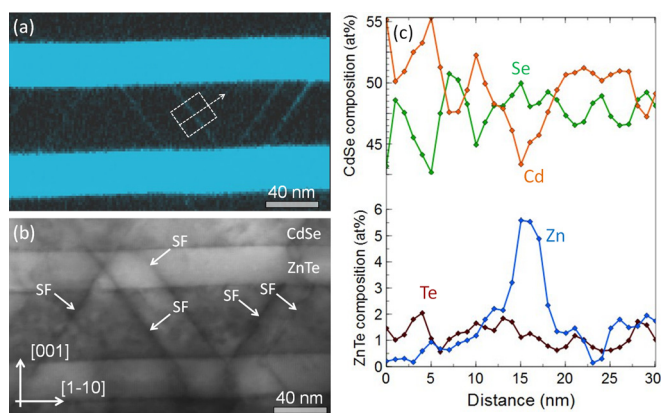 (a)
40 nm
(b)
SF
CdSe
ZnTe
SF
SF
SF
SF
SF
[001]
[1-10]
40 nm
(c)
CdSe composition (at%)
55
50
45
Se
Cd
ZnTe composition (at%)
6
5
4
3
2
1
0
Zn
Te
0
5
10
15
20
25
30
Distance (nm)